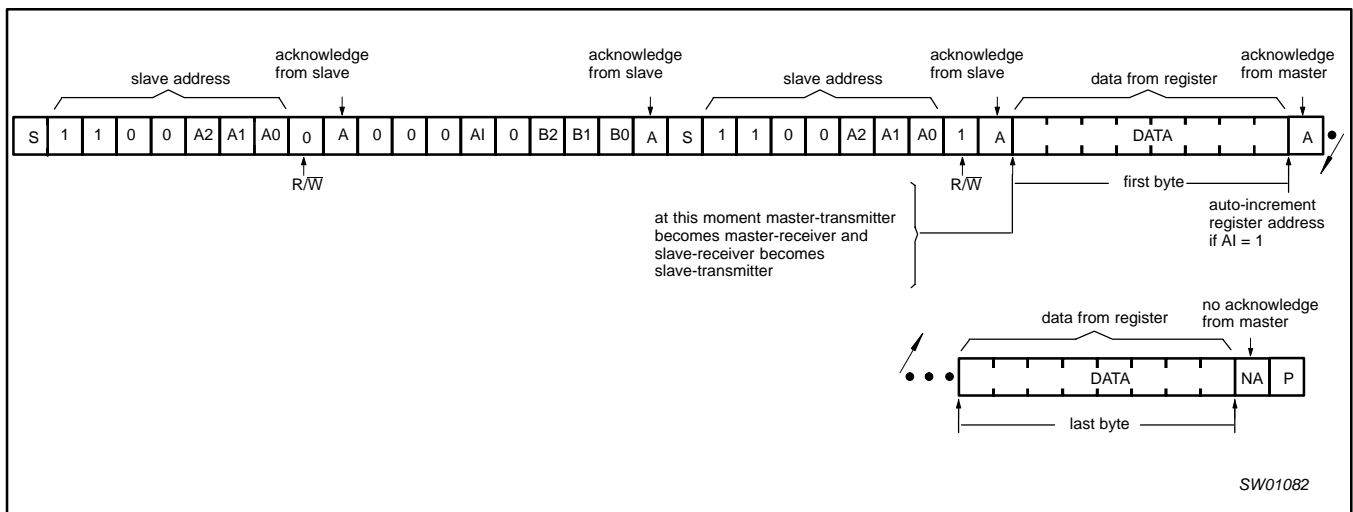 acknowledge
from slave
acknowledge
from slave
acknowledge
from slave
acknowledge
from master
slave address
slave address
data from register
S 1 1 0 0 A2 A1 A0 0 A 0 0 0 AI 0 B2 B1 B0 A S 1 1 0 0 A2 A1 A0 1 A DATA A
R/W̅
R/W̅
first byte
at this moment master-transmitter
becomes master-receiver and
slave-receiver becomes
slave-transmitter
auto-increment
register address
if AI = 1
data from register
no acknowledge
from master
DATA NA P
last byte
SW01082